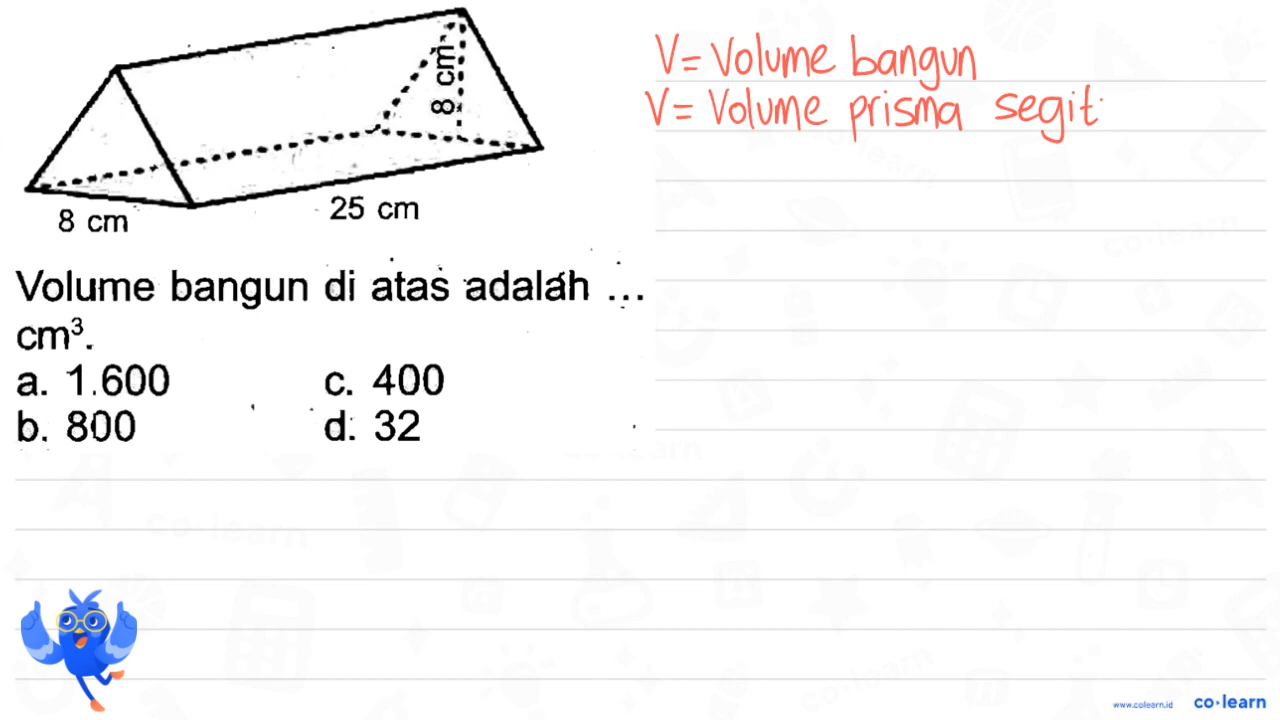 8 cm
8 cm
25 cm
Volume bangun di atas adalah ...
cm³.
a. 1.600 c. 400
b. 800 d. 32
V = Volume bangun
V = Volume prisma segit
www.colearn.id co·learn